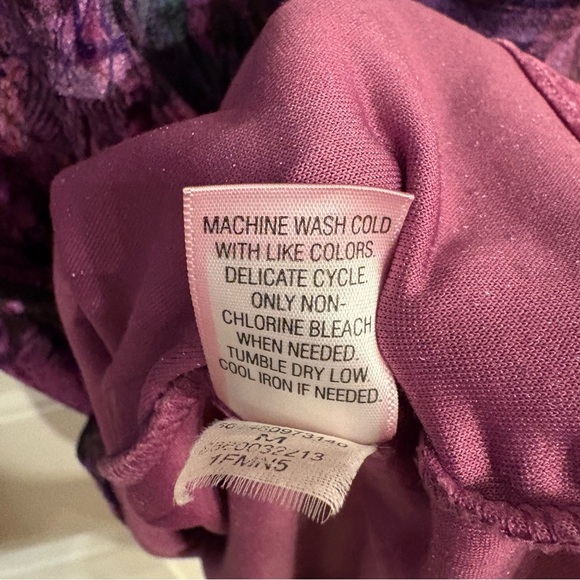 MACHINE WASH COLD
WITH LIKE COLORS.
DELICATE CYCLE.
ONLY NON-
CHLORINE BLEACH
WHEN NEEDED.
TUMBLE DRY LOW.
COOL IRON IF NEEDED.
M
1FMN5